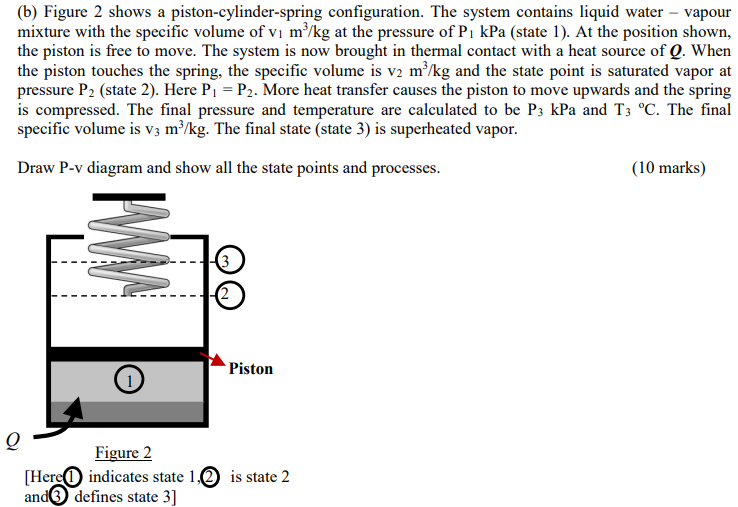 (b) Figure 2 shows a piston-cylinder-spring configuration. The system contains liquid water – vapour
mixture with the specific volume of v₁ m³/kg at the pressure of P₁ kPa (state 1). At the position shown,
the piston is free to move. The system is now brought in thermal contact with a heat source of Q. When
the piston touches the spring, the specific volume is v₂ m³/kg and the state point is saturated vapor at
pressure P₂ (state 2). Here P₁ = P₂. More heat transfer causes the piston to move upwards and the spring
is compressed. The final pressure and temperature are calculated to be P₃ kPa and T₃ ºC. The final
specific volume is v₃ m³/kg. The final state (state 3) is superheated vapor.
Draw P-v diagram and show all the state points and processes. (10 marks)
3
2
Piston
1
Q
Figure 2
[Here 1 indicates state 1, 2 is state 2
and 3 defines state 3]